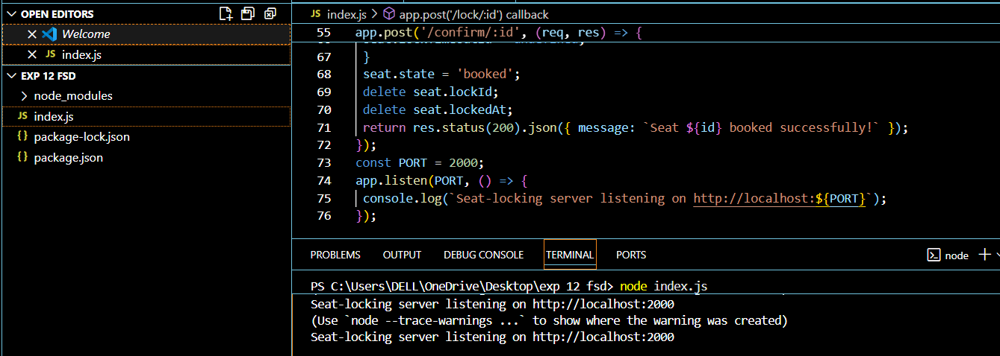 OPEN EDITORS
Welcome
JS index.js
EXP 12 FSD
node_modules
JS index.js
{} package-lock.json
{} package.json
JS index.js > app.post('/lock/:id') callback
55 app.post('/confirm/:id', (req, res) => {
67 }
68 seat.state = 'booked';
69 delete seat.lockId;
70 delete seat.lockedAt;
71 return res.status(200).json({ message: `Seat ${id} booked successfully!` });
72 });
73 const PORT = 2000;
74 app.listen(PORT, () => {
75 console.log(`Seat-locking server listening on http://localhost:${PORT}`);
76 });
PROBLEMS OUTPUT DEBUG CONSOLE TERMINAL PORTS node
PS C:\Users\DELL\OneDrive\Desktop\exp 12 fsd> node index.js
Seat-locking server listening on http://localhost:2000
(Use `node --trace-warnings ...` to show where the warning was created)
Seat-locking server listening on http://localhost:2000